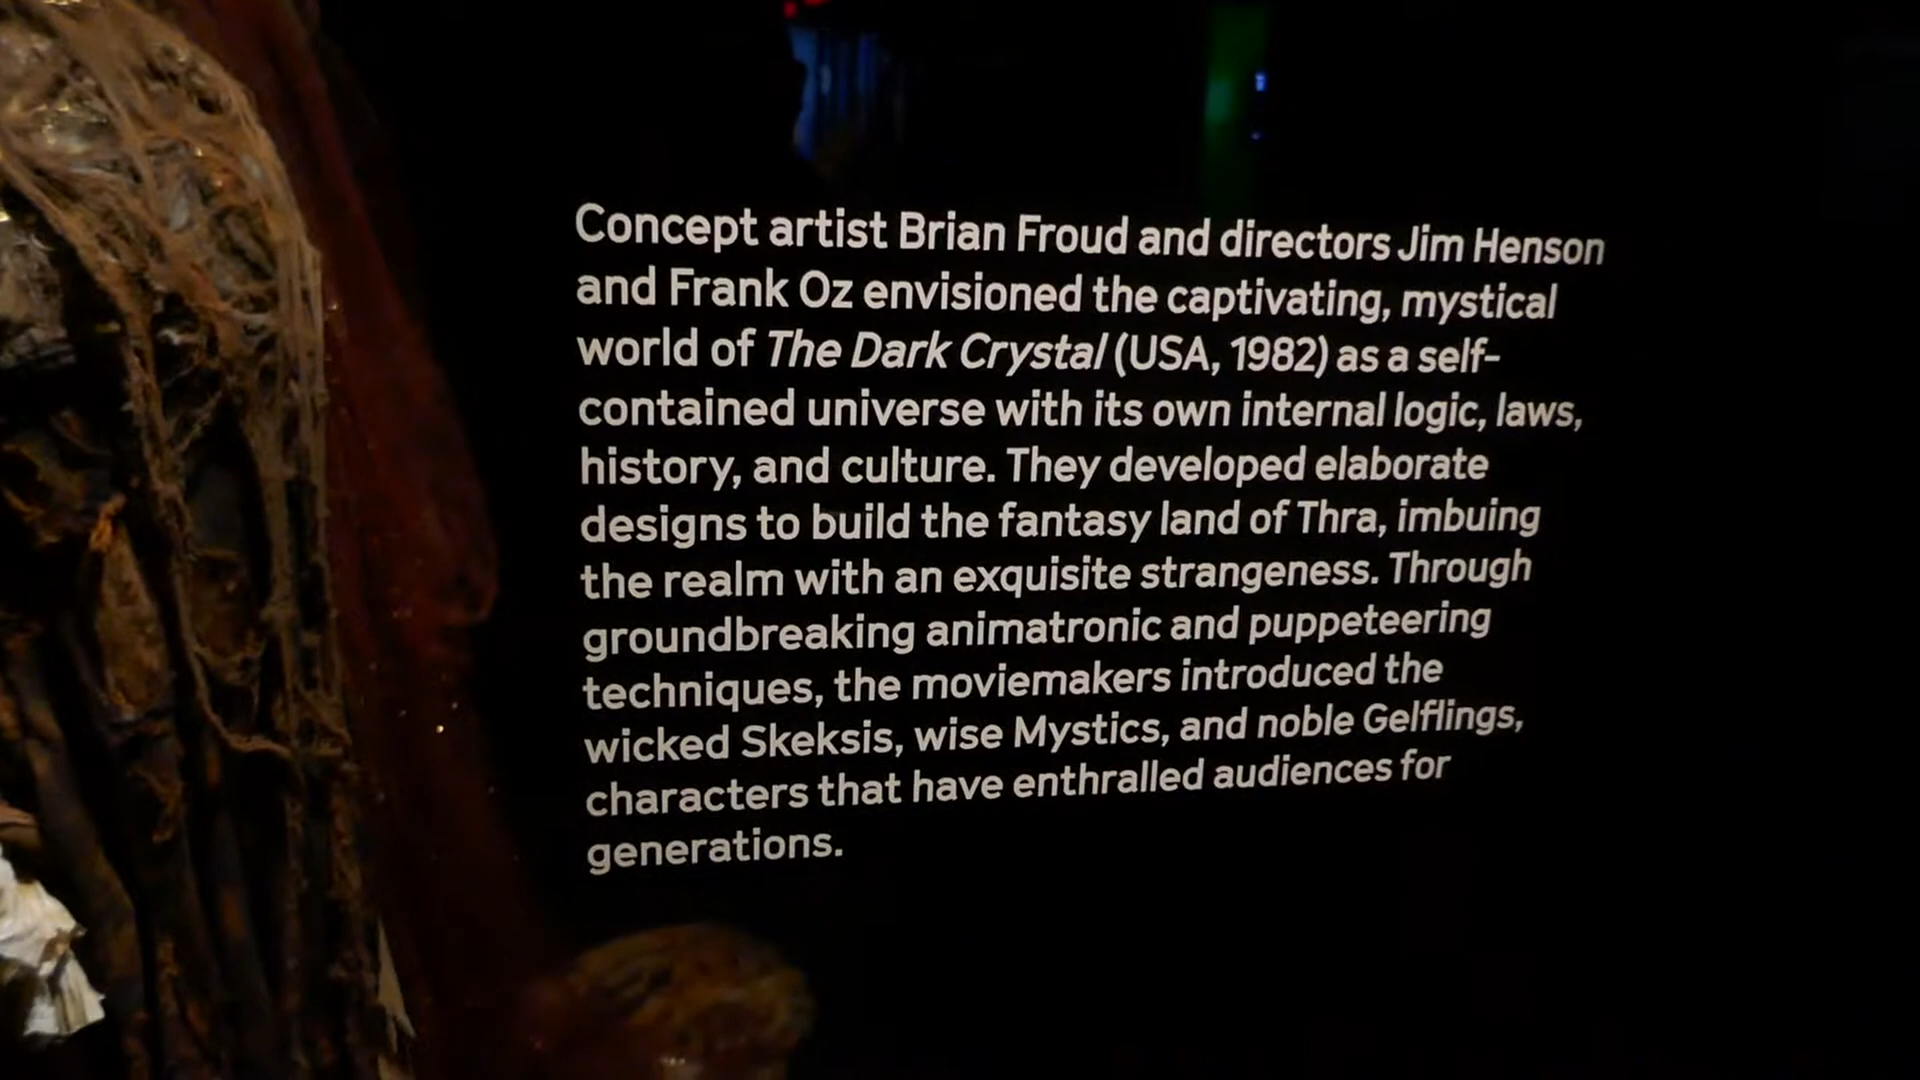 Concept artist Brian Froud and directors Jim Henson
and Frank Oz envisioned the captivating, mystical
world of The Dark Crystal (USA, 1982) as a self-
contained universe with its own internal logic, laws,
history, and culture. They developed elaborate
designs to build the fantasy land of Thra, imbuing
the realm with an exquisite strangeness. Through
groundbreaking animatronic and puppeteering
techniques, the moviemakers introduced the
wicked Skeksis, wise Mystics, and noble Gelflings,
characters that have enthralled audiences for
generations.